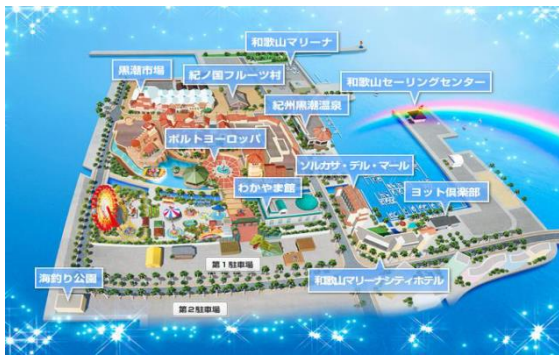 和歌山マリーナ
黒潮市場
紀ノ国フルーツ村
和歌山セーリングセンター
紀州黒潮温泉
ポルトヨーロッパ
ソルカサ・デル・マール
わかやま館
ヨット倶楽部
第1駐車場
海釣り公園
和歌山マリーナシティホテル
第2駐車場